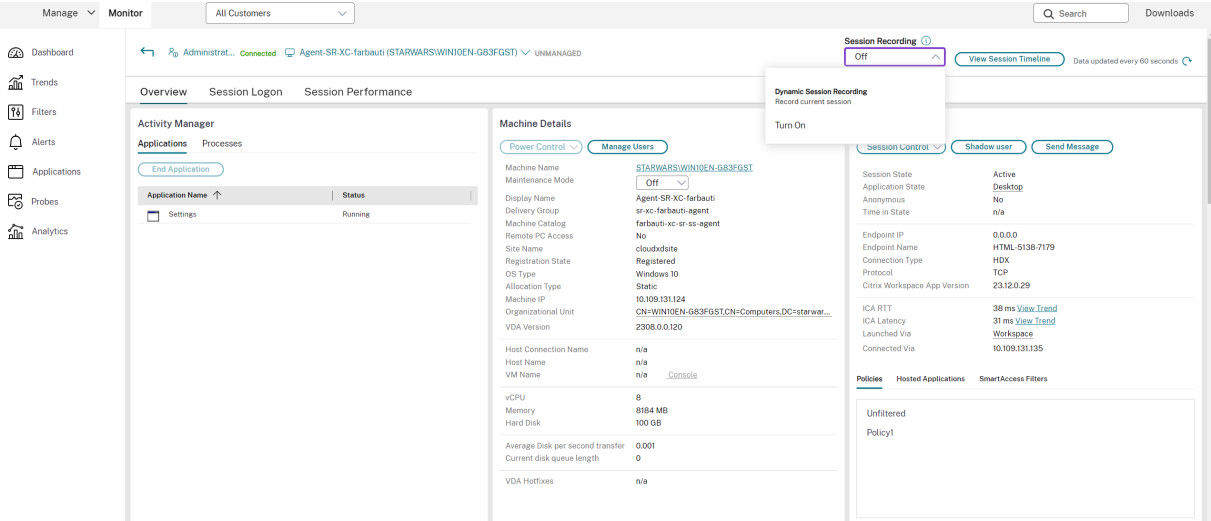 Manage Monitor All Customers Search Downloads
Dashboard
Trends
Filters
Alerts
Applications
Probes
Analytics
Administrat... Connected Agent-SR-XC-farbauti (STARWARS\WIN10EN-G83FGST) UNMANAGED
Session Recording
Off
View Session Timeline
Data updated every 60 seconds
Dynamic Session Recording
Record current session
Turn On
Overview Session Logon Session Performance
Activity Manager
Applications Processes
End Application
Application Name Status
Settings Running
Machine Details
Power Control Manage Users
Machine Name STARWARS\WIN10EN-G83FGST
Maintenance Mode Off
Display Name Agent-SR-XC-farbauti
Delivery Group sr-xc-farbauti-agent
Machine Catalog farbauti-xc-sr-ss-agent
Remote PC Access No
Site Name cloudxdsite
Registration State Registered
OS Type Windows 10
Allocation Type Static
Machine IP 10.109.131.124
Organizational Unit CN=WIN10EN-G83FGST,CN=Computers,DC=starwar...
VDA Version 2308.0.0.120
Host Connection Name n/a
Host Name n/a
VM Name n/a Console
vCPU 8
Memory 8184 MB
Hard Disk 100 GB
Average Disk per second transfer 0.001
Current disk queue length 0
VDA Hotfixes n/a
Session Control Shadow user Send Message
Session State Active
Application State Desktop
Anonymous No
Time in State n/a
Endpoint IP 0.0.0.0
Endpoint Name HTML-5138-7179
Connection Type HDX
Protocol TCP
Citrix Workspace App Version 23.12.0.29
ICA RTT 38 ms View Trend
ICA Latency 31 ms View Trend
Launched Via Workspace
Connected Via 10.109.131.135
Policies Hosted Applications SmartAccess Filters
Unfiltered
Policy1